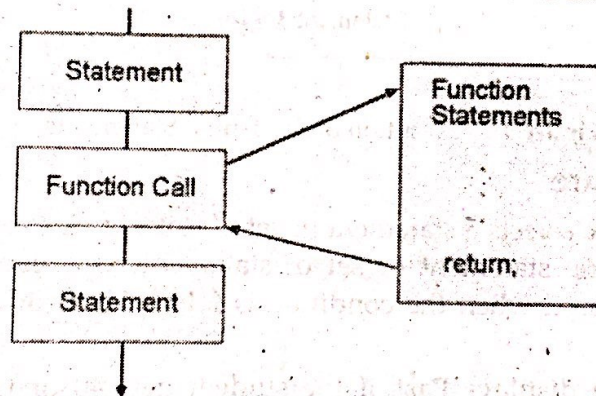 Statement
Function
Statements
Function Call
return;
Statement